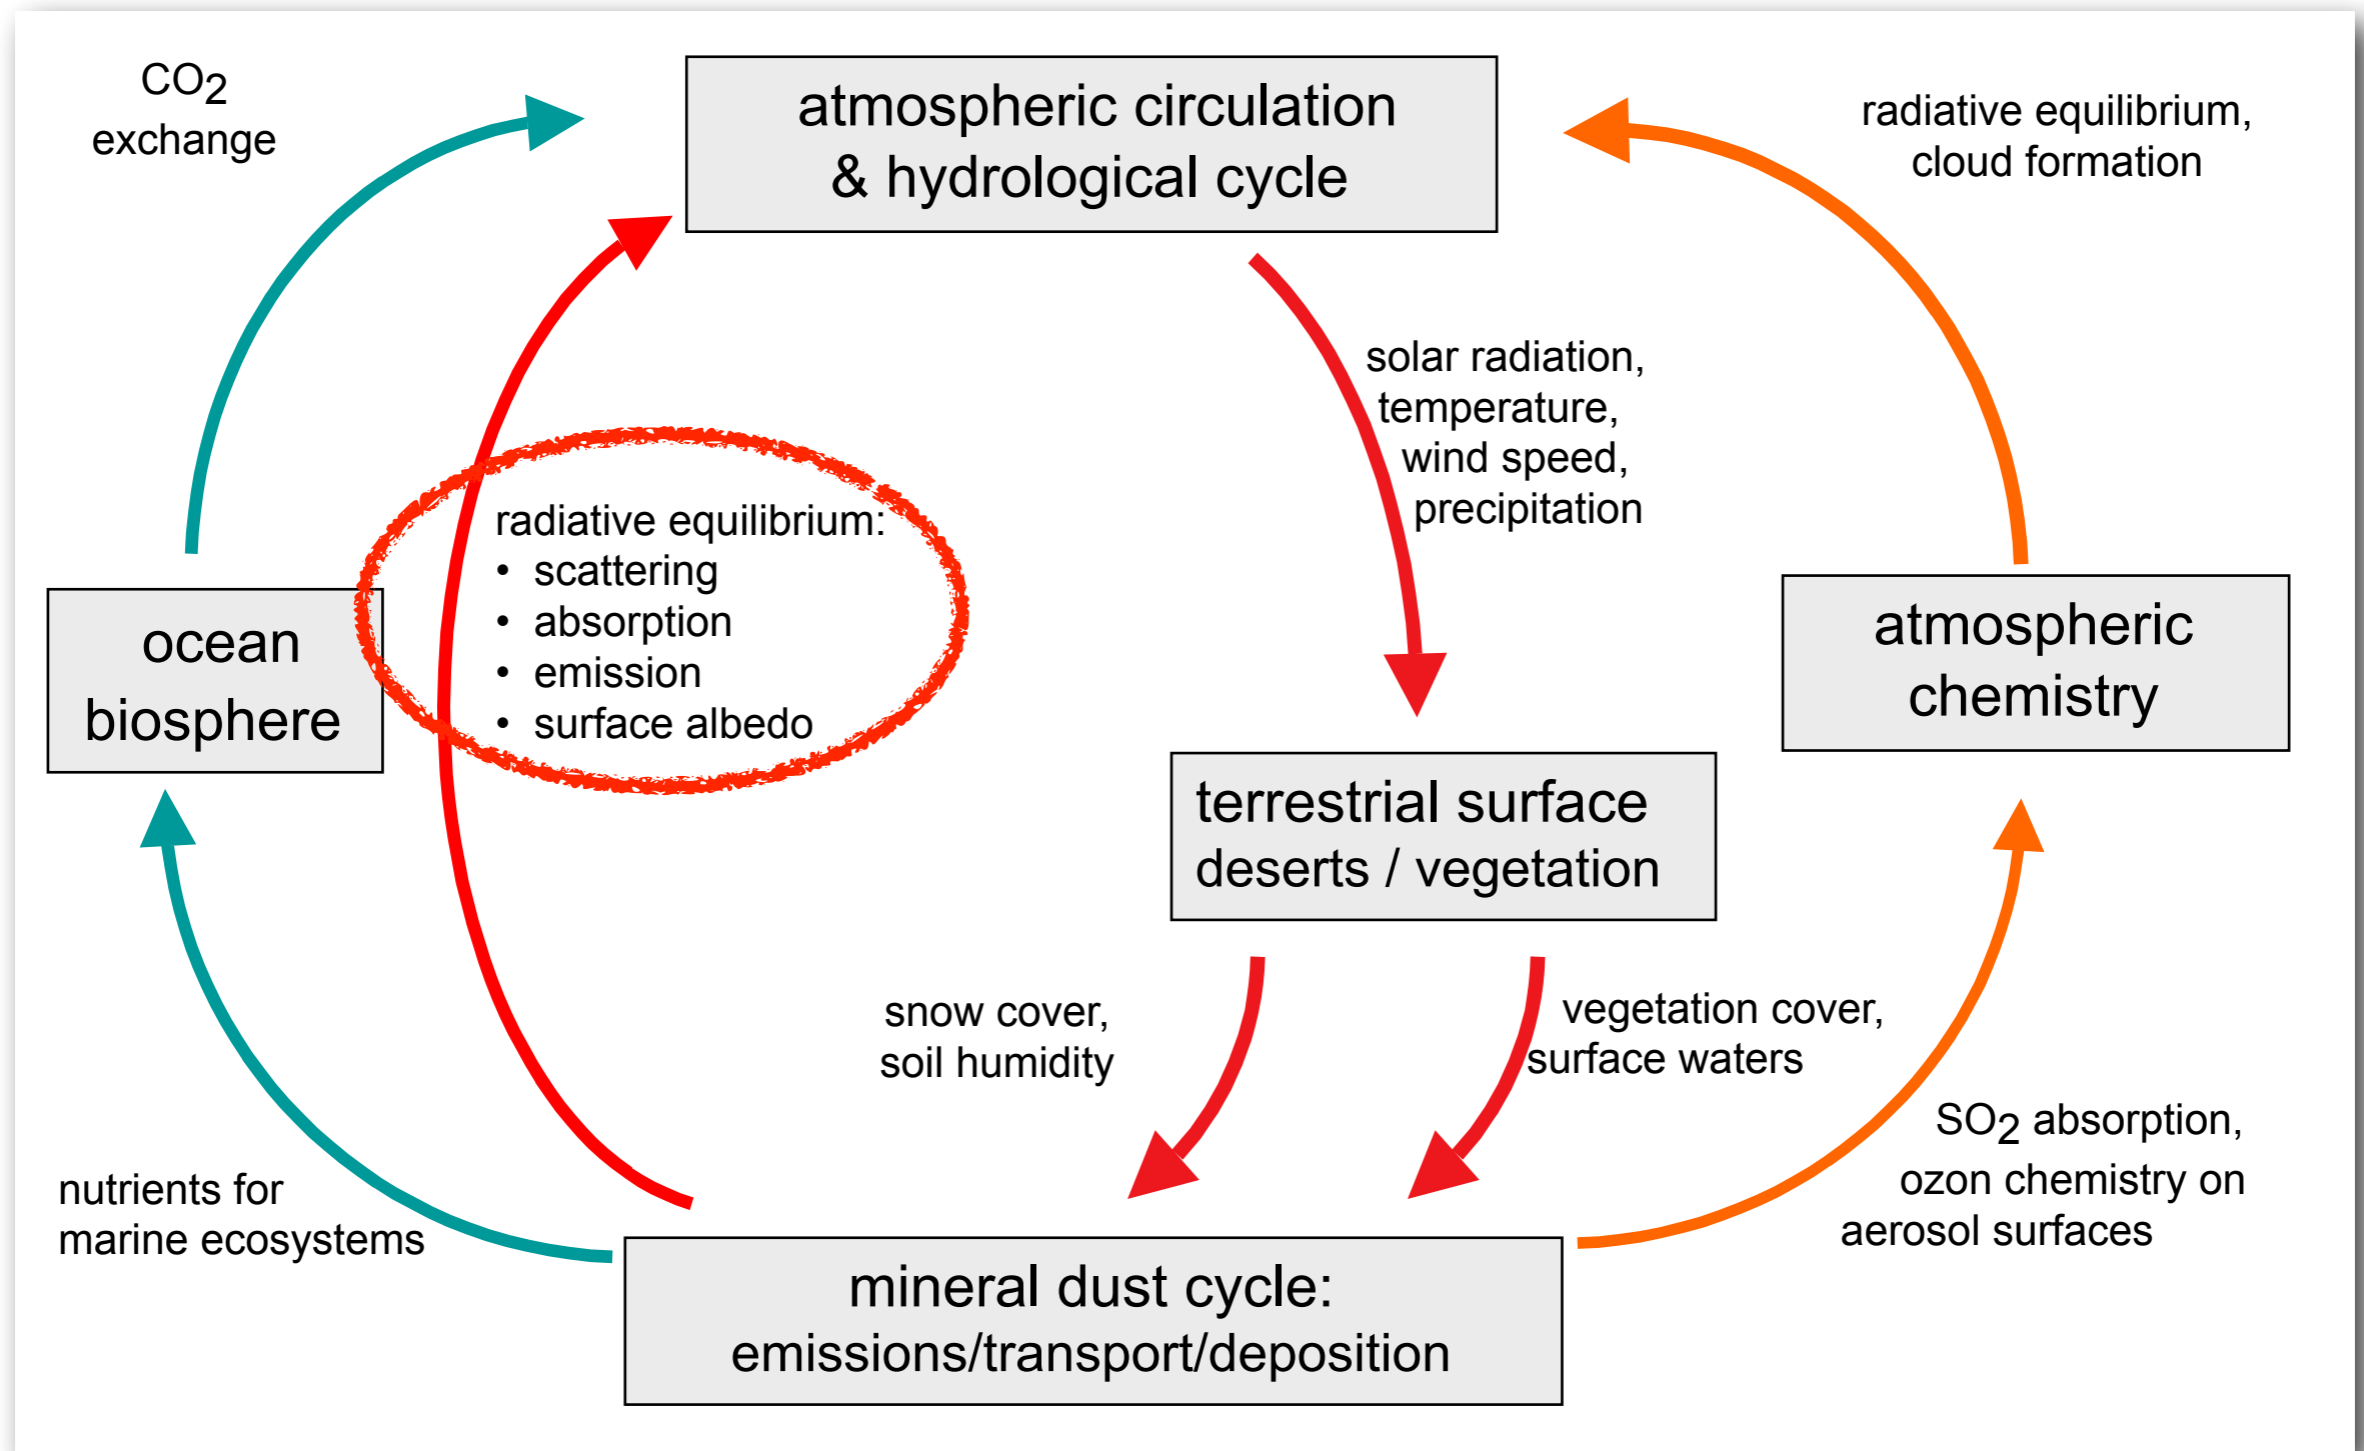 CO2
exchange
atmospheric circulation
& hydrological cycle
radiative equilibrium,
cloud formation
solar radiation,
temperature,
wind speed,
precipitation
radiative equilibrium:
• scattering
• absorption
• emission
• surface albedo
ocean
biosphere
atmospheric
chemistry
terrestrial surface
deserts / vegetation
snow cover,
soil humidity
vegetation cover,
surface waters
SO2 absorption,
ozon chemistry on
aerosol surfaces
nutrients for
marine ecosystems
mineral dust cycle:
emissions/transport/deposition